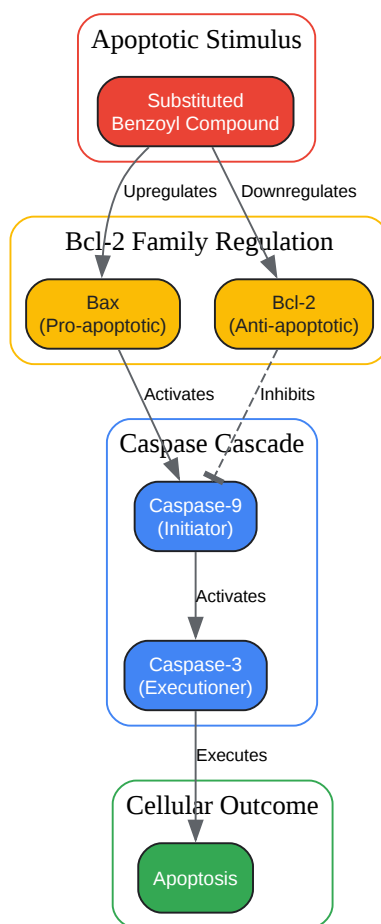 Apoptotic Stimulus
Substituted
Benzoyl Compound
Upregulates
Downregulates
Bcl-2 Family Regulation
Bax
(Pro-apoptotic)
Bcl-2
(Anti-apoptotic)
Activates
Inhibits
Caspase Cascade
Caspase-9
(Initiator)
Activates
Caspase-3
(Executioner)
Executes
Cellular Outcome
Apoptosis